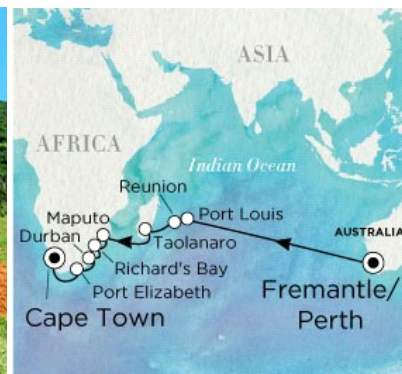 ASIA
AFRICA
Indian Ocean
Reunion
Maputo
Port Louis
Durban
Taolanaro
AUSTRALIA
Richard's Bay
Port Elizabeth
Fremantle/
Perth
Cape Town